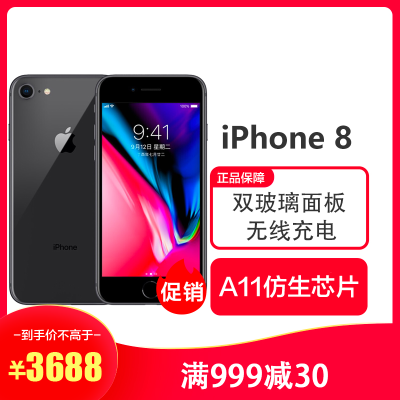 9:41
9月12日 星期二
iPhone
iPhone 8
正品保障
双玻璃面板
无线充电
促销
A11仿生芯片
到手价不高于
¥3688
满999减30